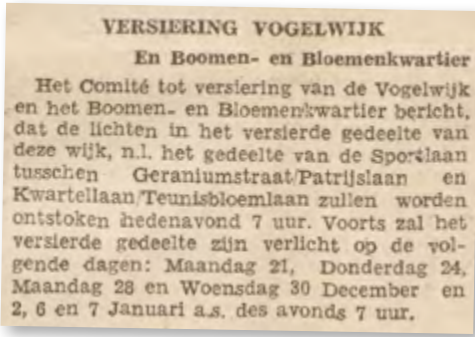 VERSIERING VOGELWIJK
En Boomen- en Bloemenkwartier
Het Comité tot versiering van de Vogelwijk
en het Boomen- en Bloemenkwartier bericht,
dat de lichten in het versierde gedeelte van
deze wijk, n.l. het gedeelte van de Sportlaan
tusschen Geraniumstraat/Patrijslaan en
Kwartellaan/Teunisbloemlaan zullen worden
ontstoken hedenavond 7 uur. Voorts zal het
versierde gedeelte zijn verlicht op de vol-
gende dagen: Maandag 21, Donderdag 24,
Maandag 28 en Woensdag 30 December en
2, 6 en 7 Januari a.s. des avonds 7 uur.